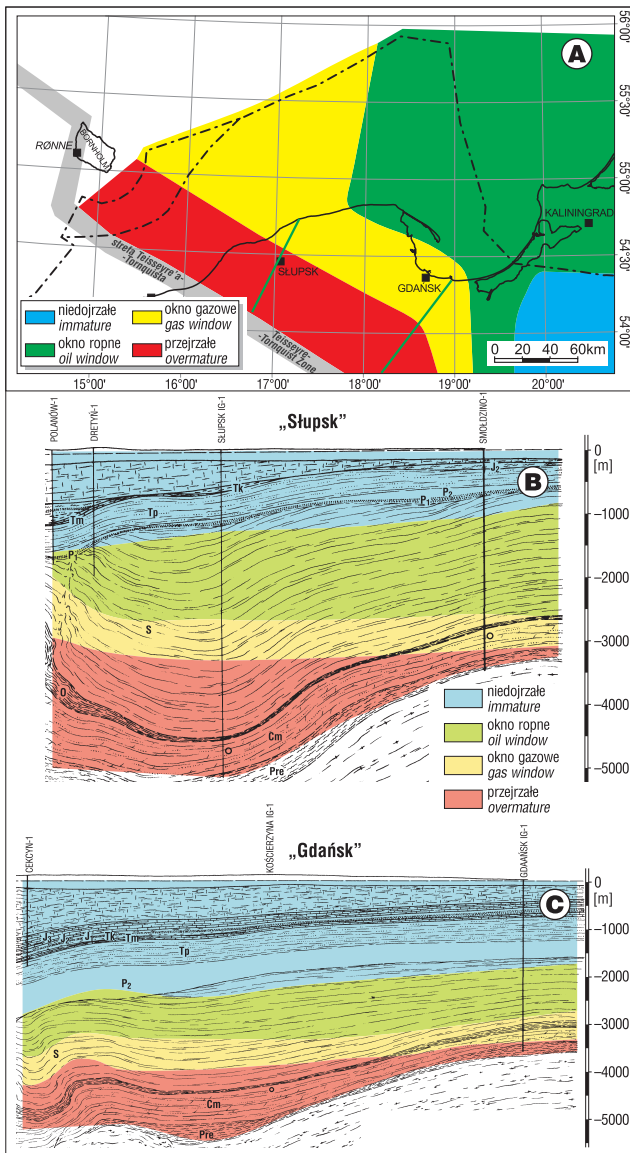 A
56°00'
55°30'
55°00'
54°30'
54°00'
RØNNE
BORNHOLM
KALININGRAD
strefa Teisseyre'a-
-Tornquista
SŁUPSK
GDAŃSK
Teisseyre-
-Tornquist Zone
niedojrzałe
immature
okno gazowe
gas window
okno ropne
oil window
przejrzałe
overmature
0 20 40 60km
15°00' 16°00' 17°00' 18°00' 19°00' 20°00'
POLANÓW-1
DRETYŃ-1
SŁUPSK IG-1
SMOŁDZINO-1
„Słupsk"
B
0
[m]
–1000
–2000
–3000
–4000
–5000
J2
Tk
P2
P1
Tm
Tp
P1
S
O
Cm
Pre
niedojrzałe
immature
okno ropne
oil window
okno gazowe
gas window
przejrzałe
overmature
CEKCYN-1
KOŚCIERZYNA IG-1
GDAŃSK IG-1
„Gdańsk"
C
0
[m]
–1000
–2000
–3000
–4000
–5000
Tk
Tm
Tp
P2
S
Cm
Pre